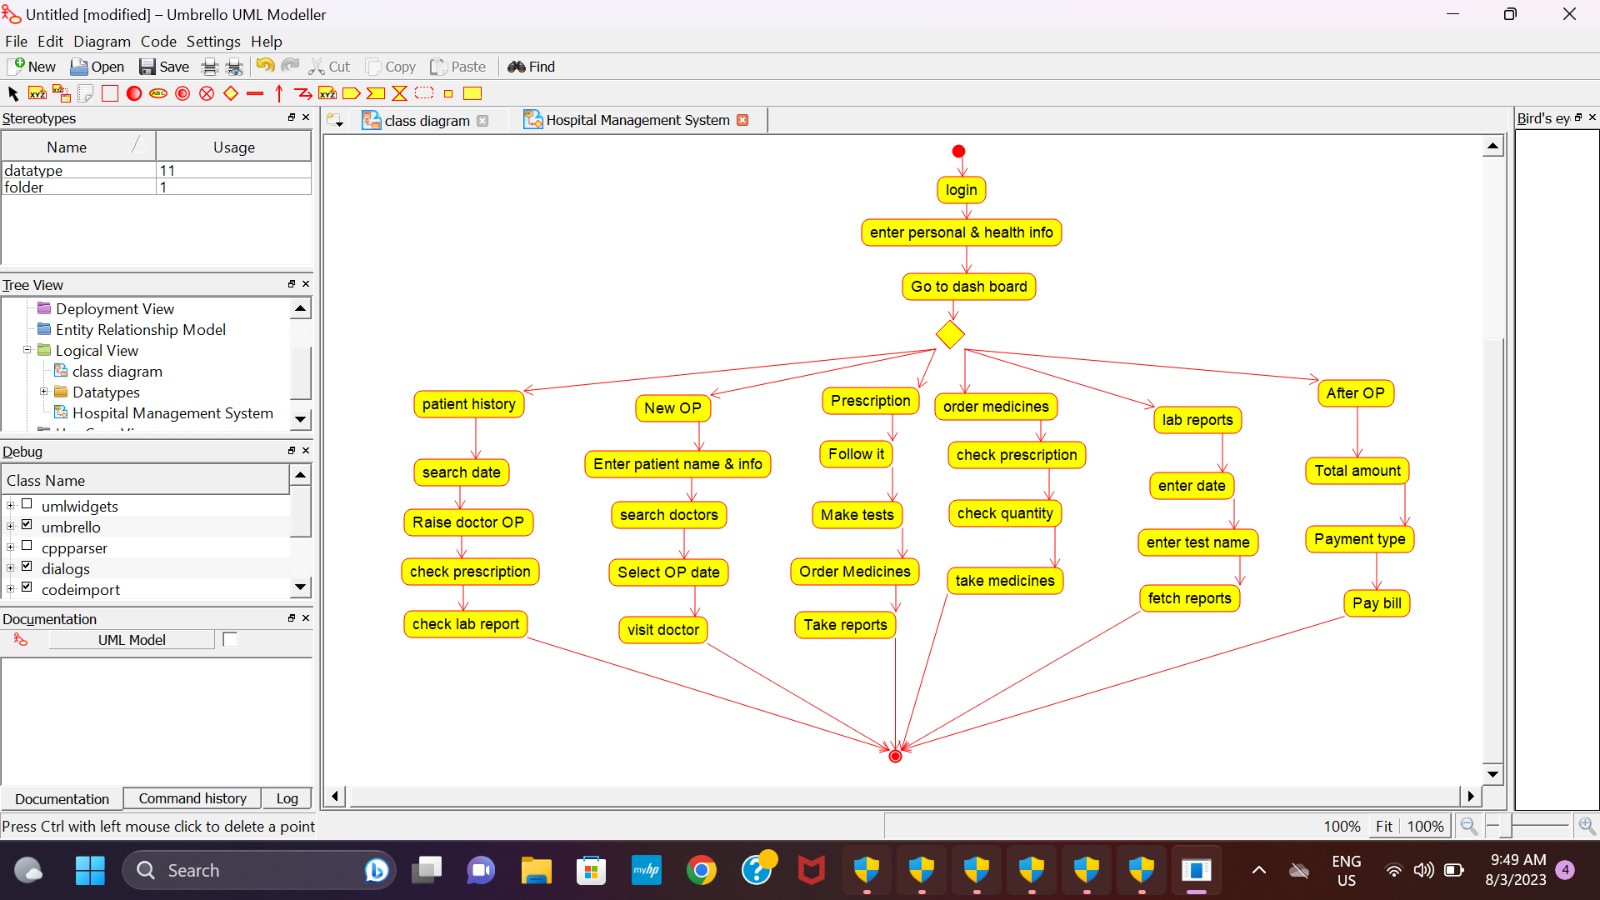 Untitled [modified] – Umbrello UML Modeller
File Edit Diagram Code Settings Help
New Open Save Cut Copy Paste Find
Stereotypes
Name Usage
datatype 11
folder 1
Tree View
Deployment View
Entity Relationship Model
Logical View
class diagram
Datatypes
Hospital Management System
Debug
Class Name
umlwidgets
umbrello
cppparser
dialogs
codeimport
Documentation
UML Model
Documentation Command history Log
Press Ctrl with left mouse click to delete a point
class diagram Hospital Management System
Bird's ey
login
enter personal & health info
Go to dash board
patient history
search date
Raise doctor OP
check prescription
check lab report
New OP
Enter patient name & info
search doctors
Select OP date
visit doctor
Prescription
Follow it
Make tests
Order Medicines
Take reports
order medicines
check prescription
check quantity
take medicines
lab reports
enter date
enter test name
fetch reports
After OP
Total amount
Payment type
Pay bill
100% Fit 100%
Search
myhp
ENG
US
9:49 AM
8/3/2023
4